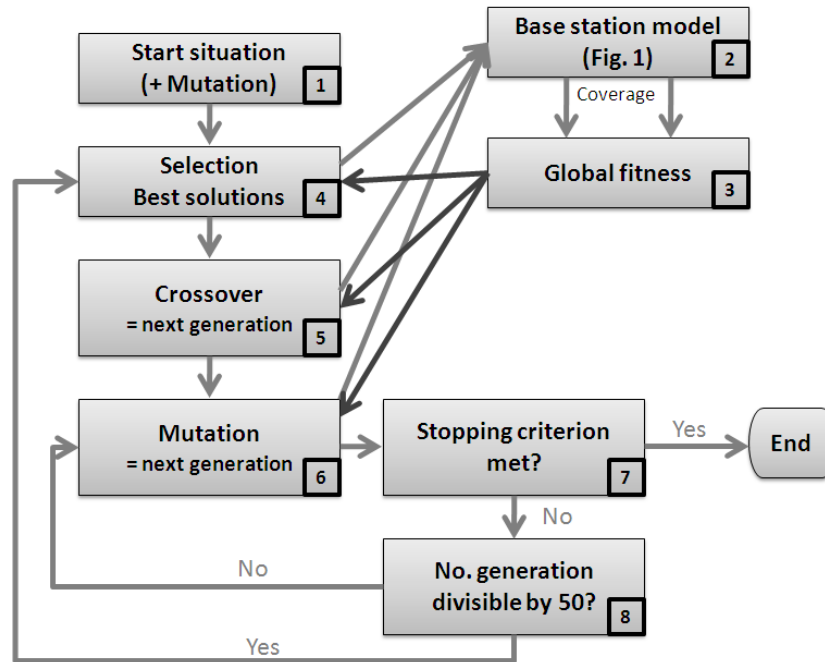 Start situation
(+ Mutation)
1
Base station model
(Fig. 1)
2
Coverage
Global fitness
3
Selection
Best solutions
4
Crossover
= next generation
5
Mutation
= next generation
6
Stopping criterion
met?
7
Yes
End
No
No. generation
divisible by 50?
8
No
Yes